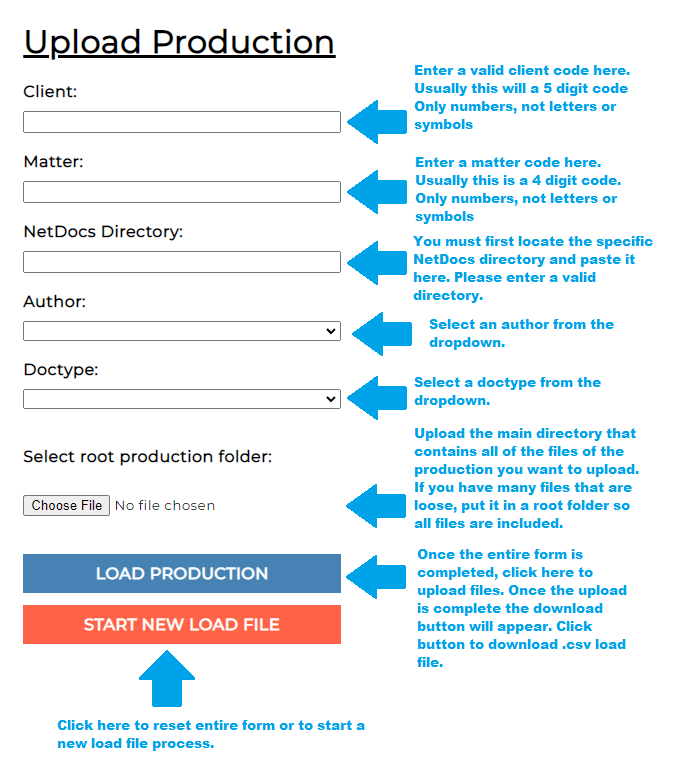 Upload Production
Client:
Enter a valid client code here.
Usually this will a 5 digit code
Only numbers, not letters or
symbols
Matter:
Enter a matter code here.
Usually this is a 4 digit code.
Only numbers, not letters or
symbols
NetDocs Directory:
You must first locate the specific
NetDocs directory and paste it
here. Please enter a valid
directory.
Author:
Select an author from the
dropdown.
Doctype:
Select a doctype from the
dropdown.
Select root production folder:
Choose File No file chosen
Upload the main directory that
contains all of the files of the
production you want to upload.
If you have many files that are
loose, put it in a root folder so
all files are included.
LOAD PRODUCTION
Once the entire form is
completed, click here to
upload files. Once the upload
is complete the download
button will appear. Click
button to download .csv load
file.
START NEW LOAD FILE
Click here to reset entire form or to start a
new load file process.